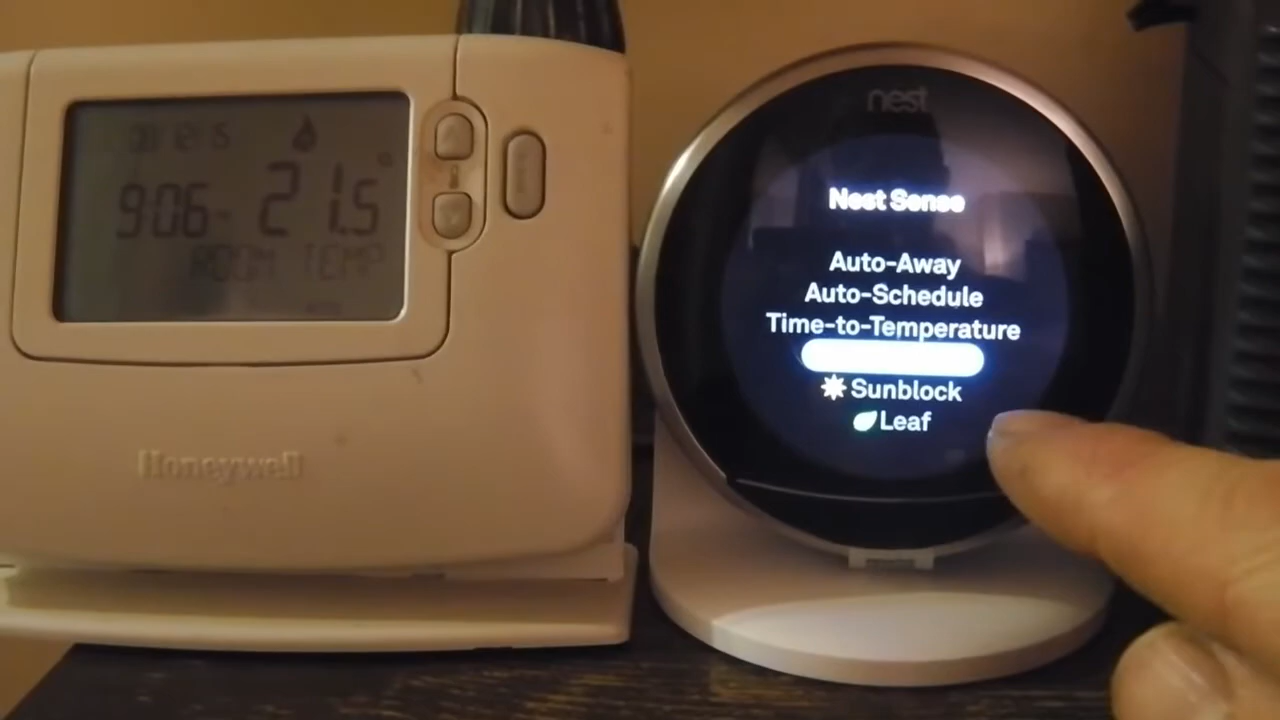 9:06 21.5°
ROOM TEMP
Honeywell
nest
Nest Sense
Auto-Away
Auto-Schedule
Time-to-Temperature
Sunblock
Leaf